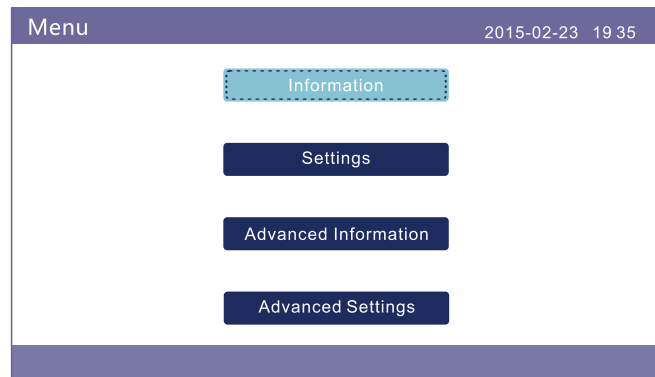 Menu
2015-02-23 19 35
Information
Settings
Advanced Information
Advanced Settings